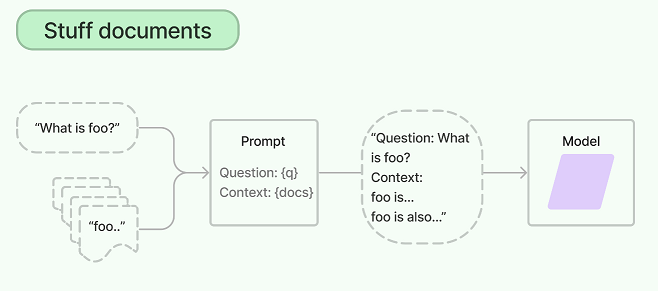 Stuff documents
“What is foo?”
“foo..”
Prompt
Question: {q}
Context: {docs}
“Question: What
is foo?
Context:
foo is...
foo is also...”
Model